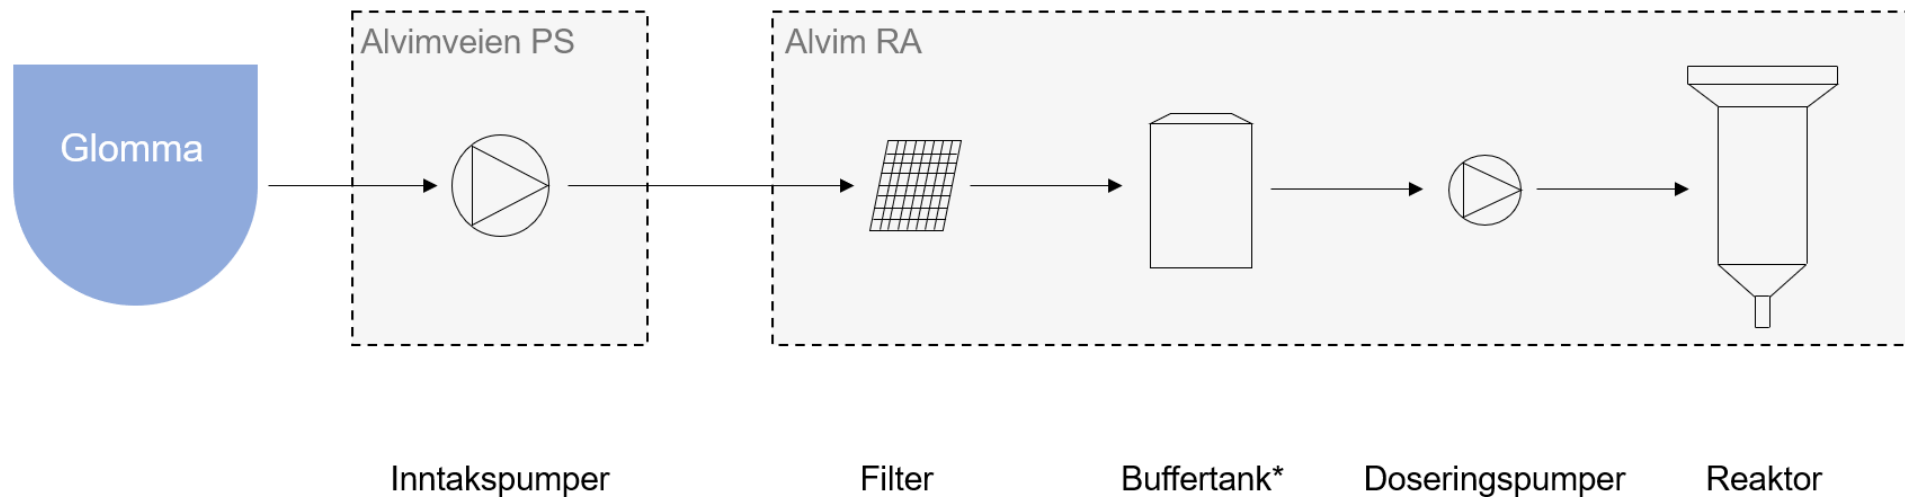 Alvimveien PS
Alvim RA
Glomma
Inntakspumper
Filter
Buffertank*
Doseringspumper
Reaktor